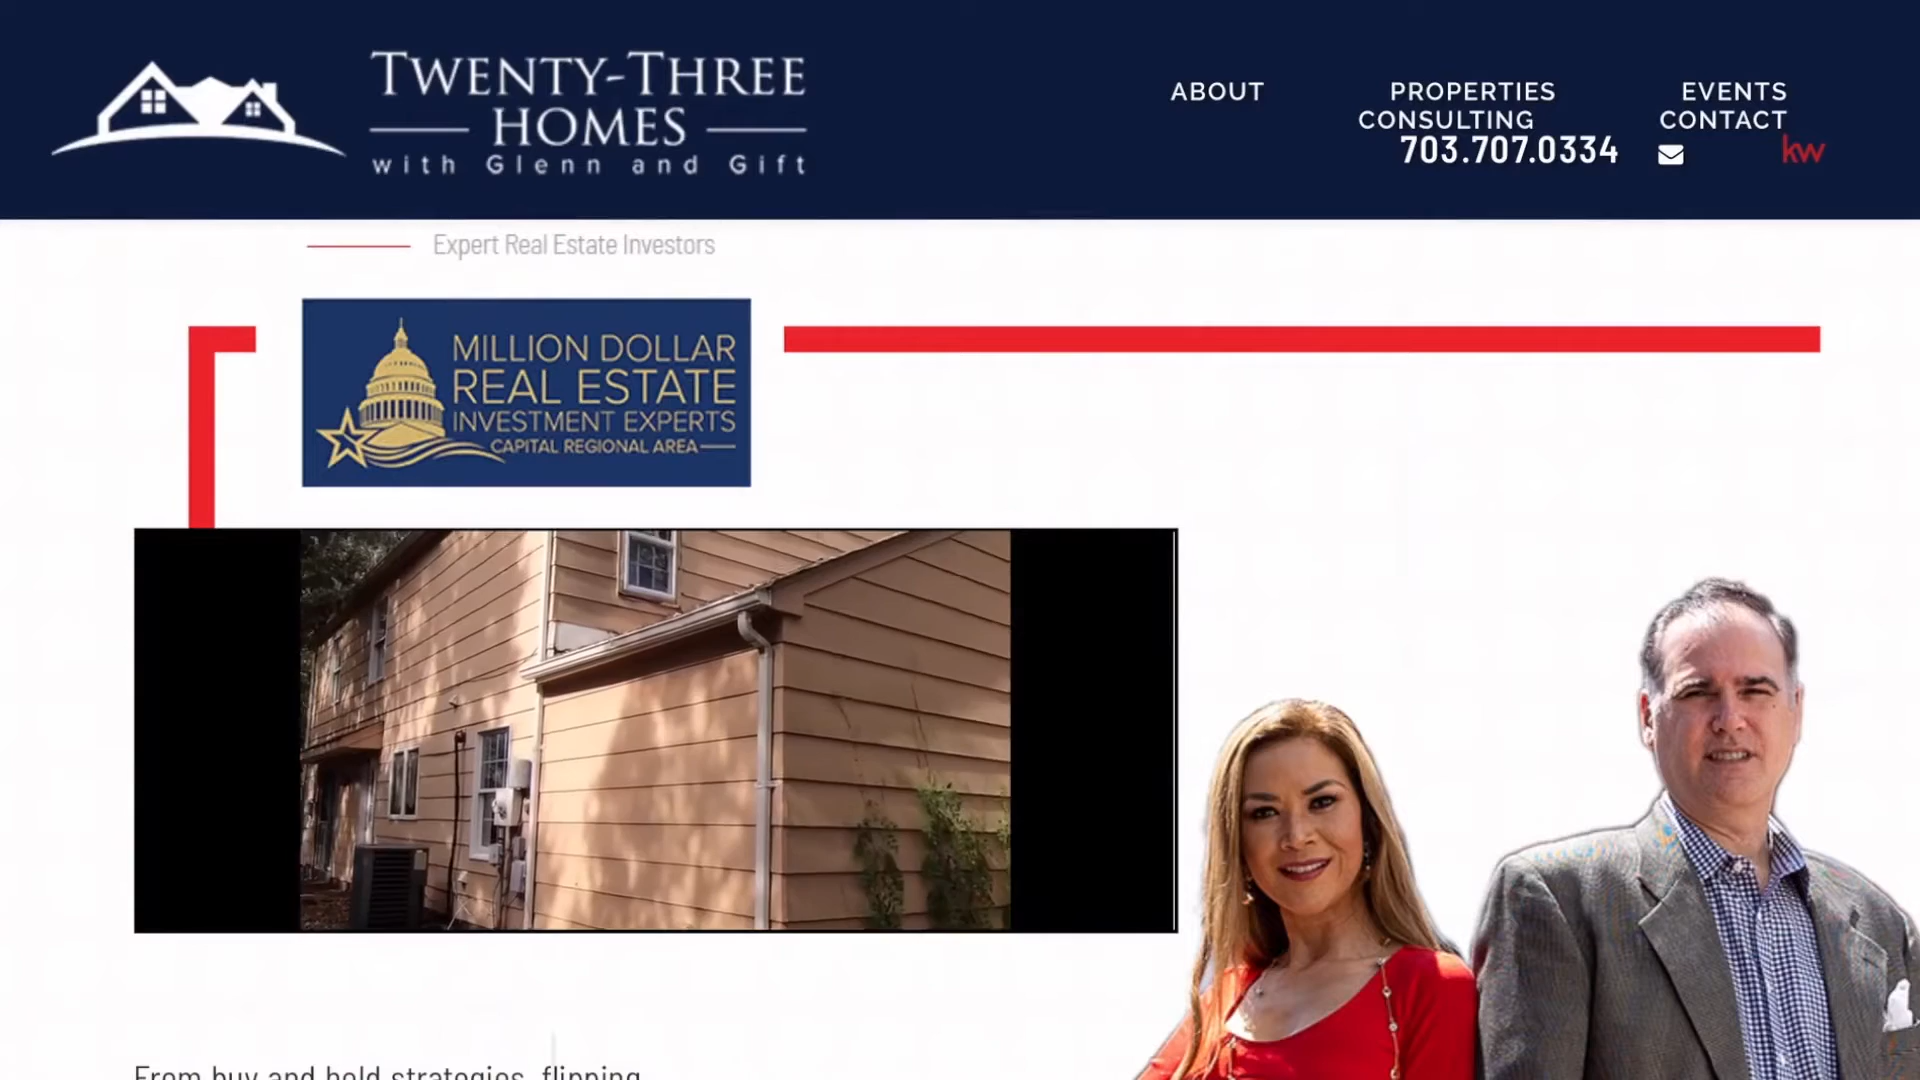 TWENTY-THREE
HOMES
with Glenn and Gift
ABOUT PROPERTIES EVENTS
CONSULTING CONTACT
703.707.0334
kw
Expert Real Estate Investors
MILLION DOLLAR
REAL ESTATE
INVESTMENT EXPERTS
CAPITAL REGIONAL AREA
From buy and hold strategies, flipping